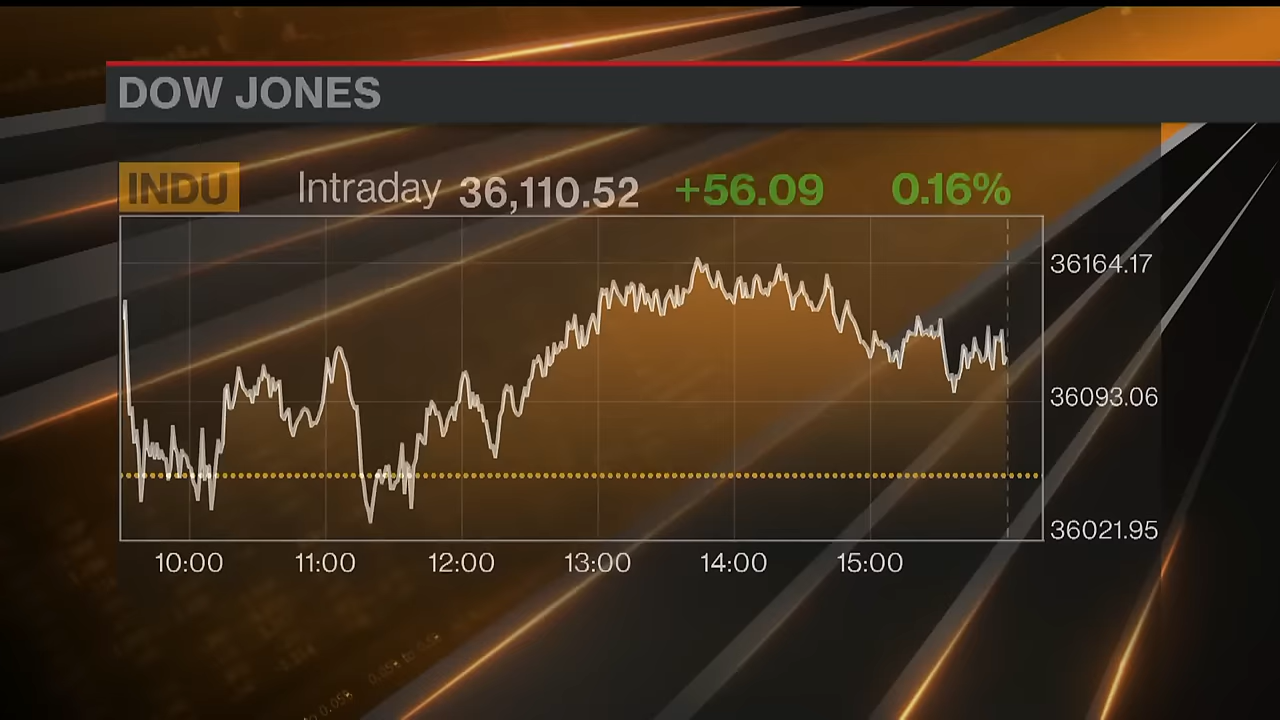 DOW JONES
INDU Intraday 36,110.52 +56.09 0.16%
36164.17
36093.06
36021.95
10:00 11:00 12:00 13:00 14:00 15:00